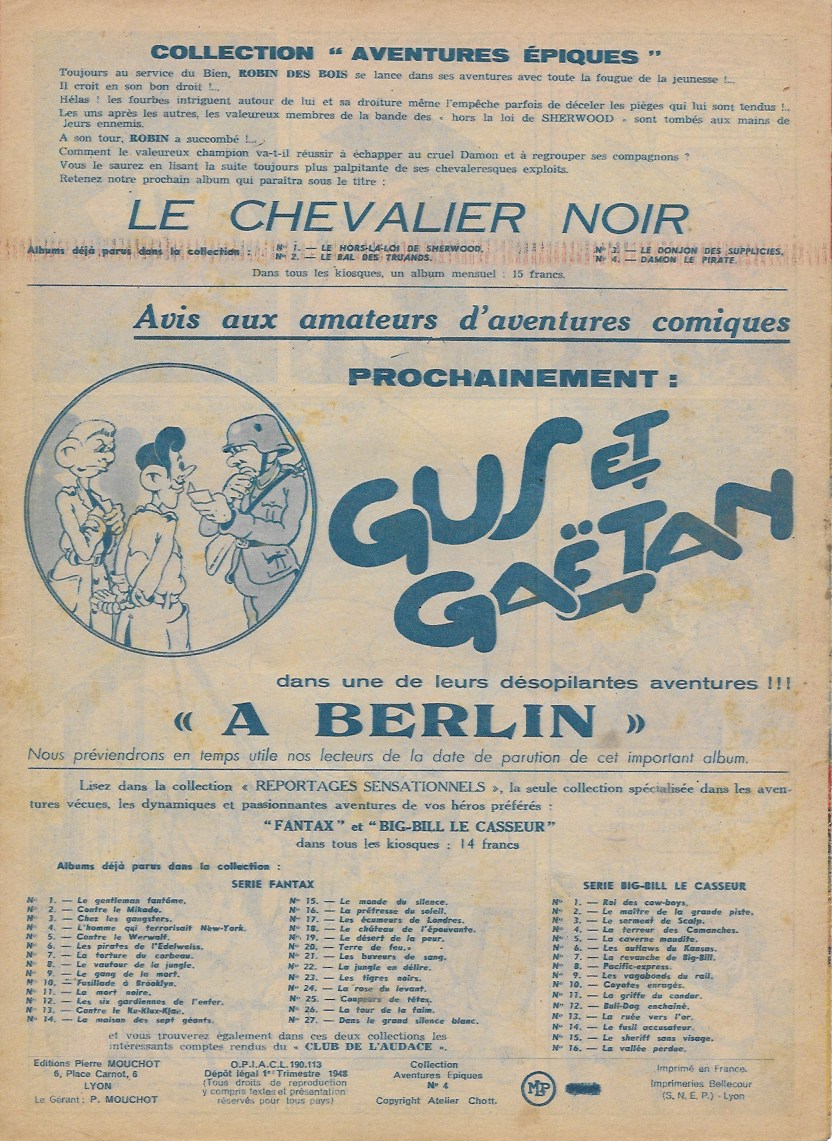 COLLECTION “ AVENTURES ÉPIQUES ”
Toujours au service du Bien, ROBIN DES BOIS se lance dans ses aventures avec toute la fougue de la jeunesse !...
Il croit en son bon droit !...
Hélas ! les fourbes intriguent autour de lui et sa droiture même l'empêche parfois de déceler les pièges qui lui sont tendus !..
Les uns après les autres, les valeureux membres de la bande des « hors la loi de SHERWOOD » sont tombés aux mains de
leurs ennemis.
A son tour, ROBIN a succombé !...
Comment le valeureux champion va-t-il réussir à échapper au cruel Damon et à regrouper ses compagnons ?
Vous le saurez en lisant la suite toujours plus palpitante de ses chevaleresques exploits.
Retenez notre prochain album qui paraîtra sous le titre :
LE CHEVALIER NOIR
Albums déjà parus dans la collection :
N° 1. — LE HORS-LA-LOI DE SHERWOOD.
N° 2. — LE BAL DES TRUANDS.
N° 3. — LE DONJON DES SUPPLICIES.
N° 4. — DAMON LE PIRATE
Dans tous les kiosques, un album mensuel : 15 francs.
Avis aux amateurs d'aventures comiques
PROCHAINEMENT :
GUS ET
GAËTAN
dans une de leurs désopilantes aventures !!!
« A BERLIN »
Nous préviendrons en temps utile nos lecteurs de la date de parution de cet important album.
Lisez dans la collection « REPORTAGES SENSATIONNELS », la seule collection spécialisée dans les aven-
tures vécues, les dynamiques et passionnantes aventures de vos héros préférés :
"FANTAX" et "BIG-BILL LE CASSEUR"
dans tous les kiosques : 14 francs
Albums déjà parus dans la collection :
SERIE FANTAX
N° 1. — Le gentleman fantôme.
N° 2. — Contre le Mikado.
N° 3. — Chez les gangsters.
N° 4. — L'homme qui terrorisait New-York.
N° 5. — Contre le Werwolf.
N° 6. — Les pirates de l'Edelweiss.
N° 7. — La torture du corbeau.
N° 8. — Le vautour de la jungle.
N° 9. — Le gang de la mort.
N° 10. — Fusillade à Brooklyn.
N° 11. — La mort noire.
N° 12. — Les six gardiennes de l'enfer.
N° 13. — Contre le Ku-Klux-Klan.
N° 14. — La maison des sept géants.
N° 15. — Le monde du silence.
N° 16. — La prêtresse du soleil.
N° 17. — Les écumeurs de Londres.
N° 18. — Le château de l'épouvante.
N° 19. — Le désert de la peur.
N° 20. — Terre de feu.
N° 21. — Les buveurs de sang.
N° 22. — La jungle en délire.
N° 23. — Les tigres noirs.
N° 24. — La rose du levant.
N° 25. — Coupeurs de têtes.
N° 26. — La tour de la faim.
N° 27. — Dans le grand silence blanc.
SERIE BIG-BILL LE CASSEUR
N° 1. — Roi des cow-boys.
N° 2. — Le maître de la grande piste.
N° 3. — Le serment de Scalp.
N° 4. — La terreur des Comanches.
N° 5. — La caverne maudite.
N° 6. — Les outlaws du Kansas.
N° 7. — La revanche de Big-Bill.
N° 8. — Pacific-express.
N° 9. — Les vagabonds du rail.
N° 10. — Coyotes enragés.
N° 11. — La griffe du condor.
N° 12. — Bull-Dog enchaîné.
N° 13. — La ruée vers l'or.
N° 14. — Le fusil accusateur.
N° 15. — Le sheriff sans visage.
N° 16. — La vallée perdue.
et vous trouverez également dans ces deux collections les
intéressants comptes rendus du « CLUB DE L'AUDACE ».
Editions Pierre MOUCHOT
6, Place Carnot, 6
LYON
Le Gérant : P. MOUCHOT
O.P.I.A.C.L. 190.113
Dépôt légal 1er Trimestre 1948
(Tous droits de reproduction
y compris textes et présentation
réservés pour tous pays)
Collection
Aventures Epiques
N° 4
Copyright Atelier Chott.
MLP
Imprimé en France.
Imprimeries Bellecour
(S. N. E. P.) - Lyon